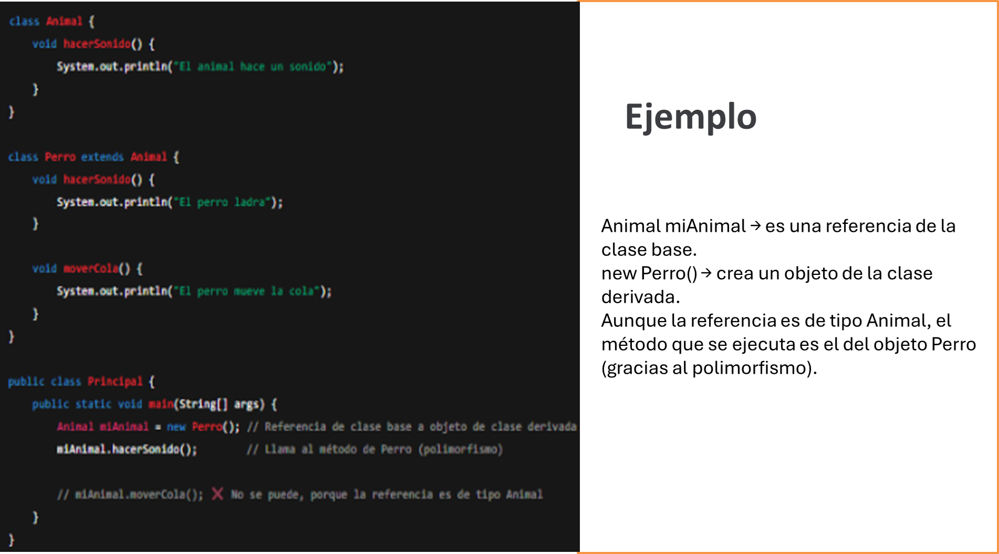 class Animal {
void hacerSonido() {
System.out.println("El animal hace un sonido");
}
}
class Perro extends Animal {
void hacerSonido() {
System.out.println("El perro ladra");
}
void moverCola() {
System.out.println("El perro mueve la cola");
}
}
public class Principal {
public static void main(String[] args) {
Animal miAnimal = new Perro(); // Referencia de clase base a objeto de clase derivada
miAnimal.hacerSonido(); // Llama al método de Perro (polimorfismo)
// miAnimal.moverCola(); ❌ No se puede, porque la referencia es de tipo Animal
}
}
Ejemplo
Animal miAnimal → es una referencia de la
clase base.
new Perro() → crea un objeto de la clase
derivada.
Aunque la referencia es de tipo Animal, el
método que se ejecuta es el del objeto Perro
(gracias al polimorfismo).